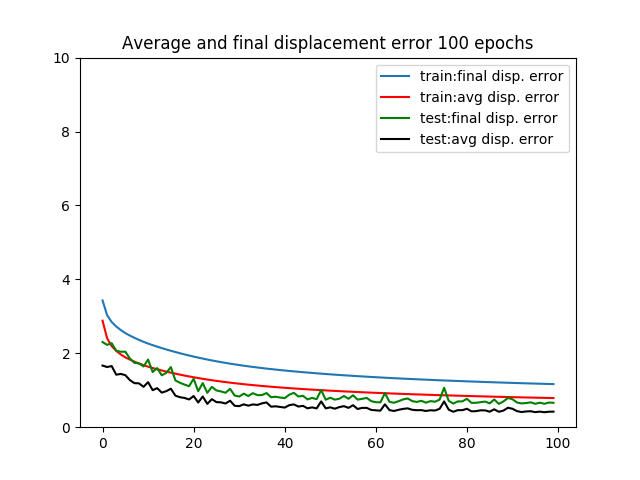 Average and final displacement error 100 epochs
10
8
6
4
2
0
train:final disp. error
train:avg disp. error
test:final disp. error
test:avg disp. error
0 20 40 60 80 100